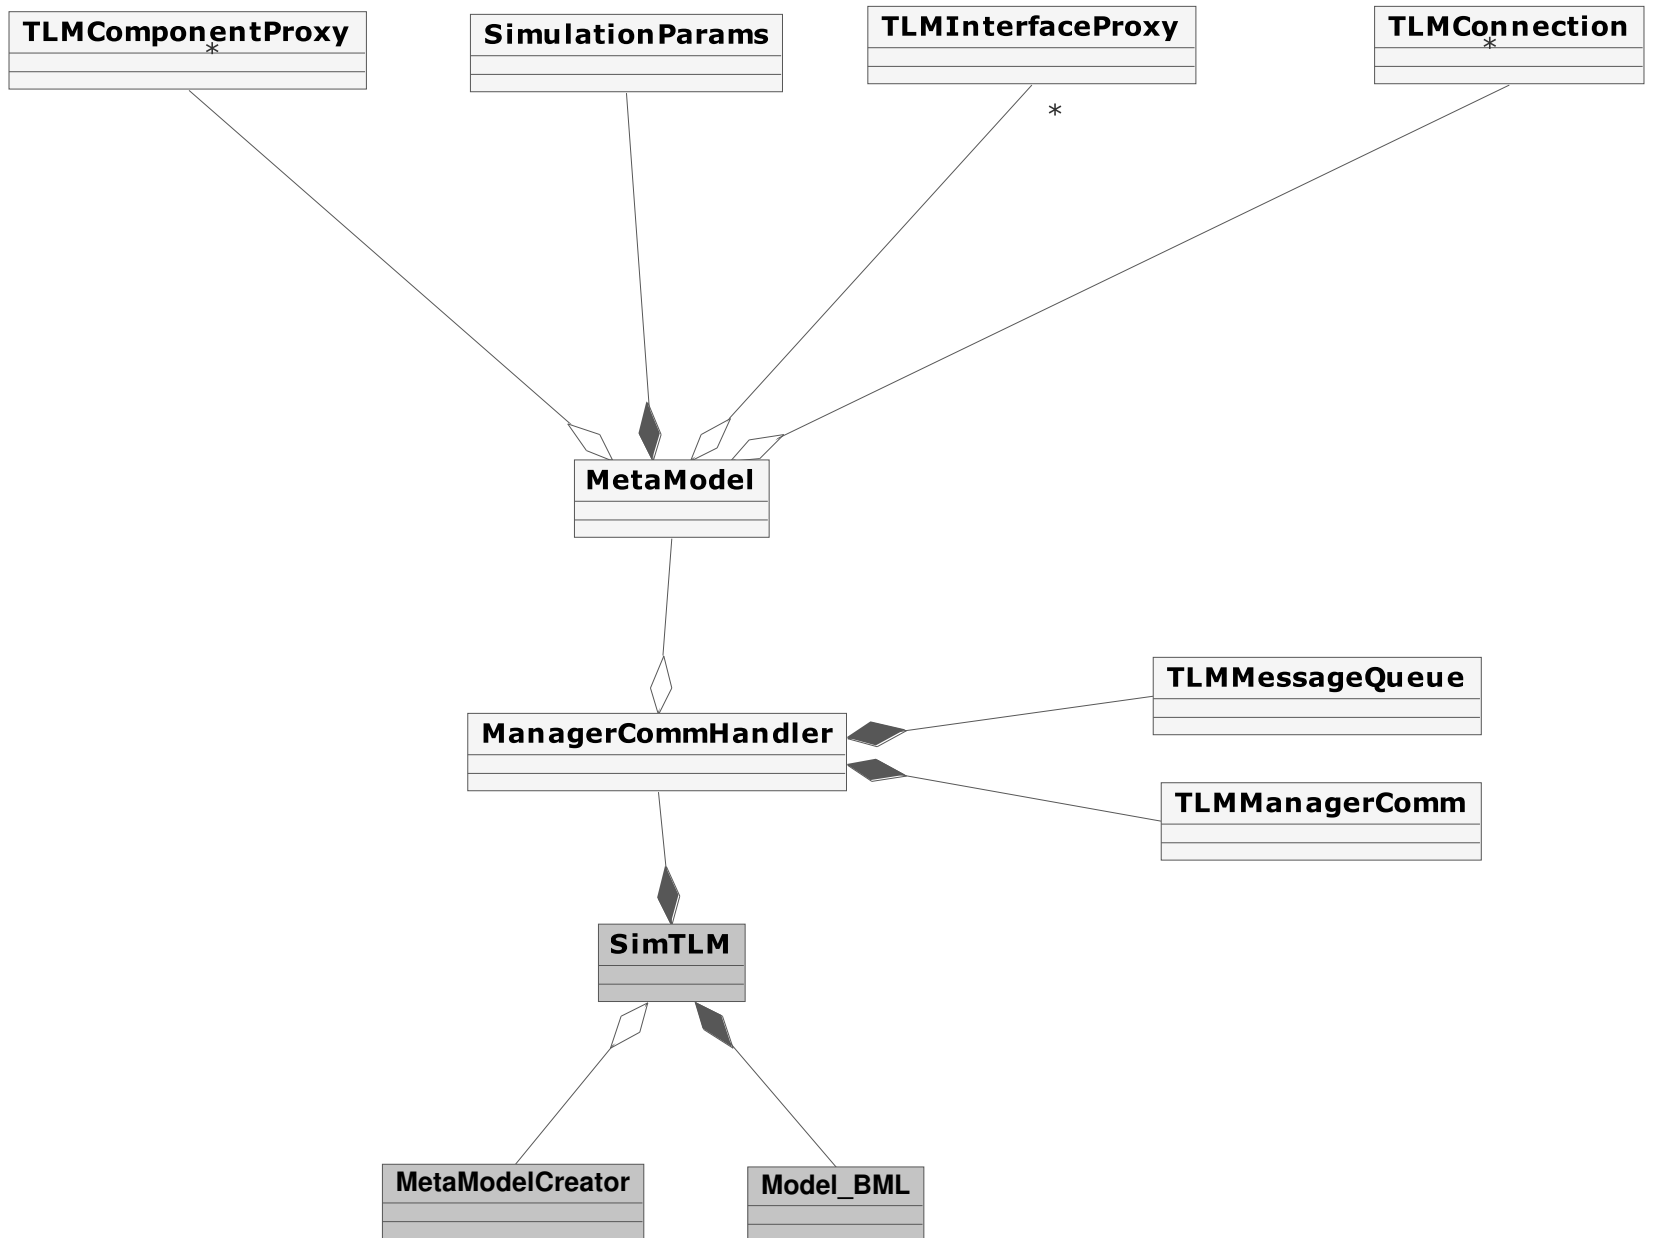 TLMComponentProxy
*
SimulationParams
TLMInterfaceProxy
*
TLMConnection
*
MetaModel
ManagerCommHandler
TLMMessageQueue
TLMManagerComm
SimTLM
MetaModelCreator
Model_BML